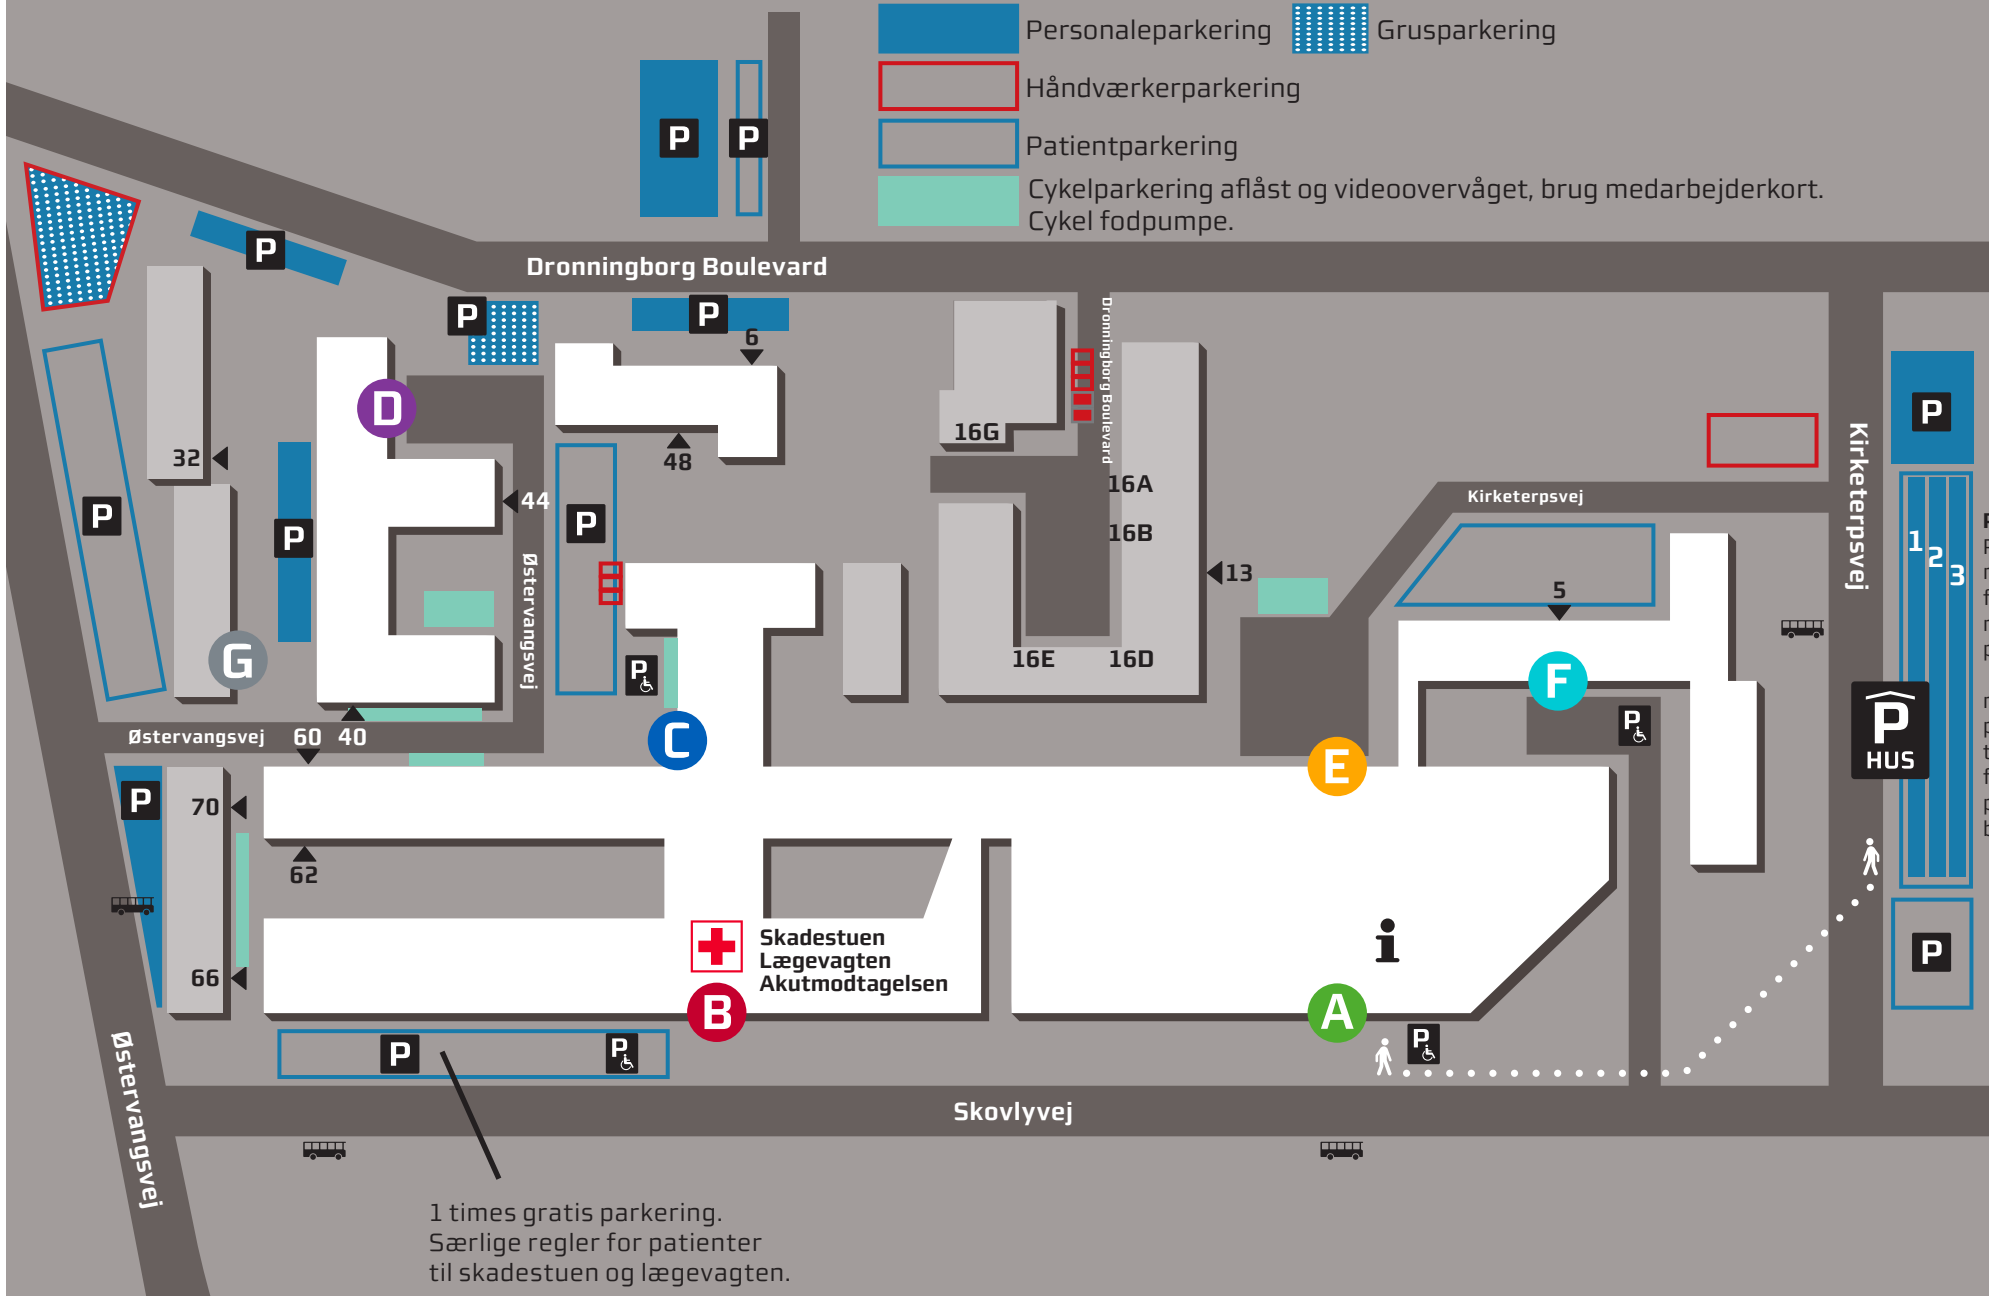 Personaleparkering
Grusparkering
Håndværkerparkering
Patientparkering
Cykelparkering aflåst og videoovervåget, brug medarbejderkort.
Cykel fodpumpe.
P
P
P
Dronningborg Boulevard
P
P
6
Dronningborg Boulevard
D
P
16G
Kirketerpsvej
32
48
16A
Kirketerpsvej
44
P
P
P
16B
1
2
3
Østervangsvej
13
5
G
P
16E
16D
F
C
P
P
HUS
Østervangsvej
60
40
E
P
70
62
Skadestuen
Lægevagten
Akutmodtagelsen
i
P
66
B
A
P
P
P
Østervangsvej
Skovlyvej
1 times gratis parkering.
Særlige regler for patienter
til skadestuen og lægevagten.